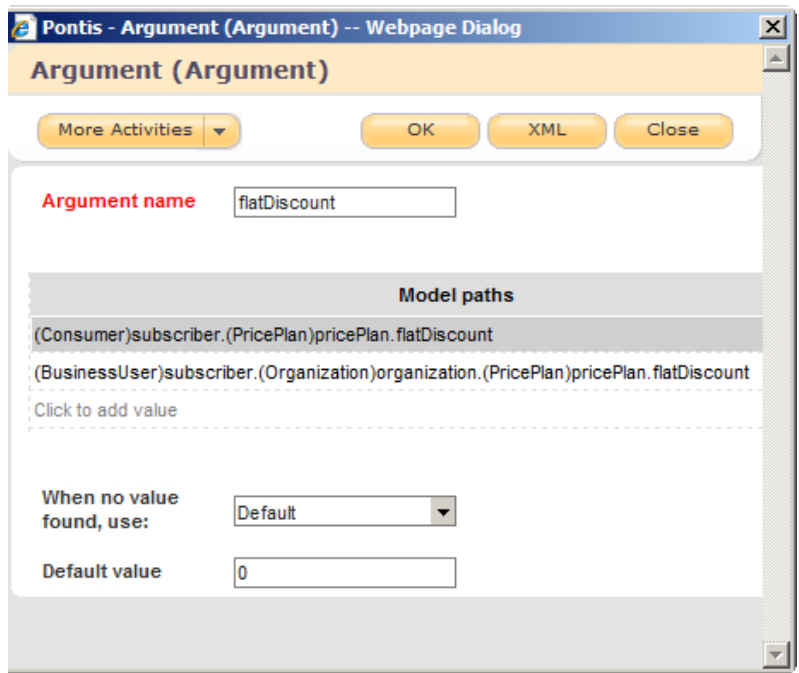 Pontis - Argument (Argument) -- Webpage Dialog
Argument (Argument)
More Activities OK XML Close
Argument name flatDiscount
Model paths
(Consumer)subscriber.(PricePlan)pricePlan.flatDiscount
(BusinessUser)subscriber.(Organization)organization.(PricePlan)pricePlan.flatDiscount
Click to add value
When no value
found, use: Default
Default value 0